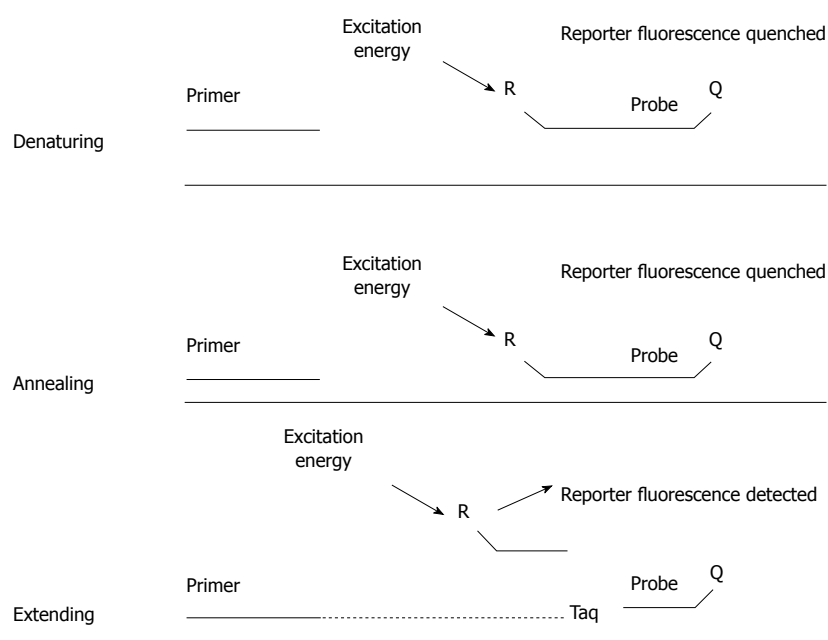 Excitation
energy
Reporter fluorescence quenched
Primer
R
Probe
Q
Denaturing
Excitation
energy
Reporter fluorescence quenched
Primer
R
Probe
Q
Annealing
Excitation
energy
R
Reporter fluorescence detected
Primer
Probe
Q
Extending
Taq